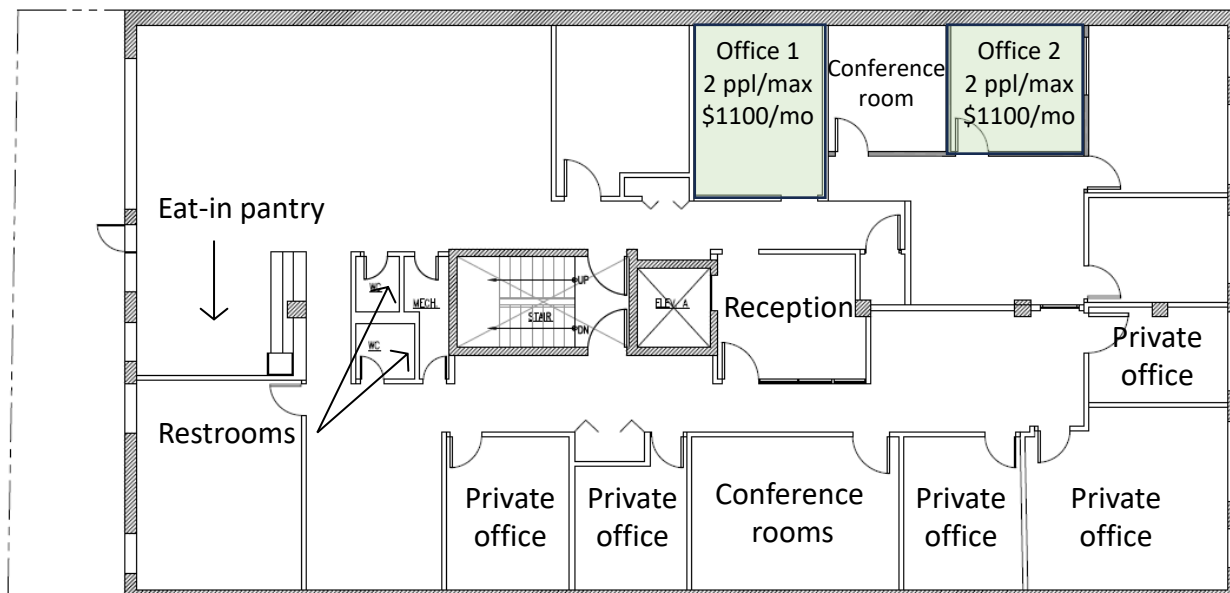 Office 1
2 ppl/max
$1100/mo
Conference
room
Office 2
2 ppl/max
$1100/mo
Eat-in pantry
WC
MECH.
UP
STAIR
DN
ELEV. A
WC
Reception
Private
office
Restrooms
Private
office
Private
office
Conference
rooms
Private
office
Private
office